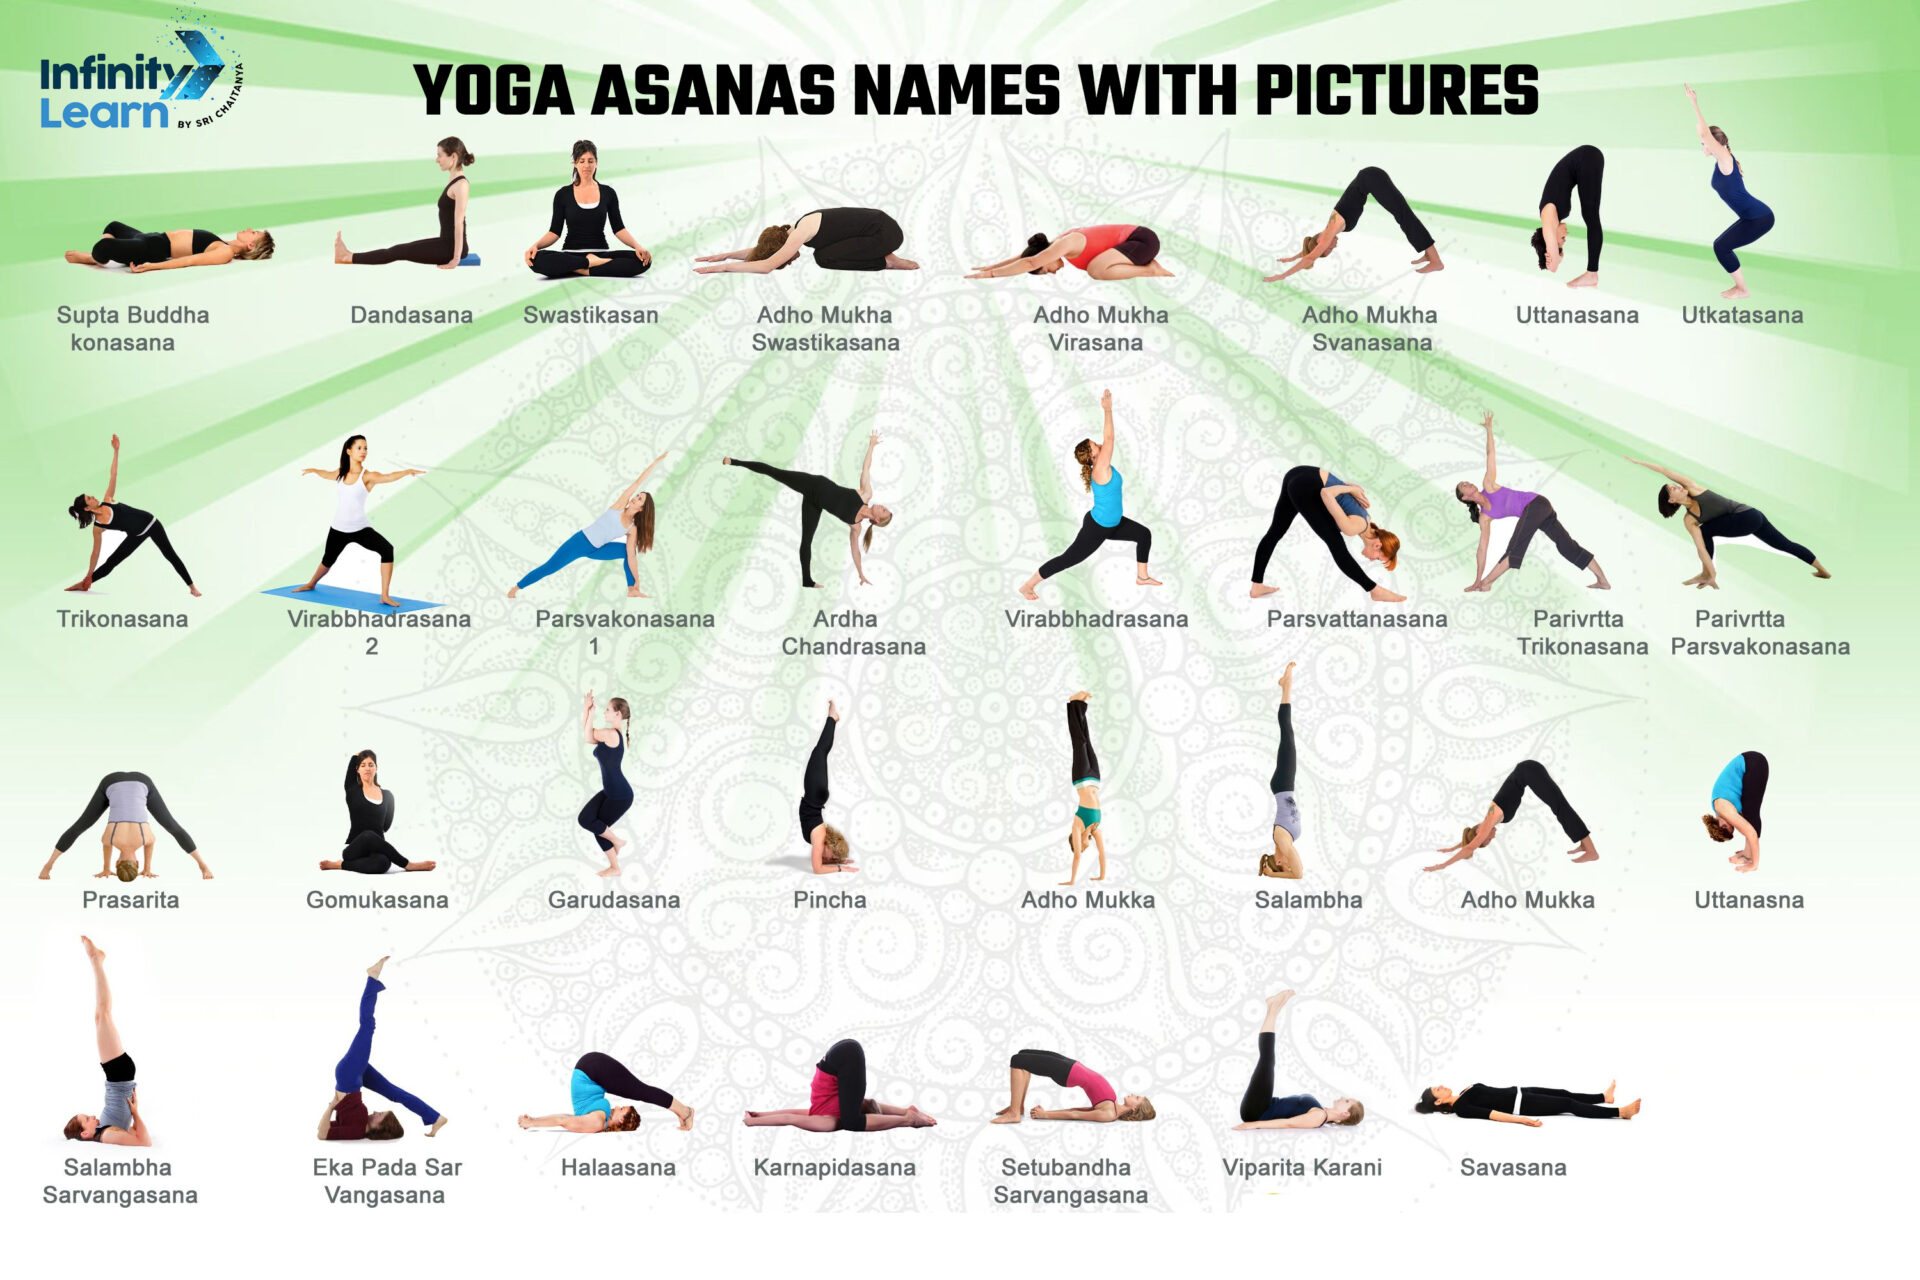 Infinity
Learn
BY SRI CHAITANYA
YOGA ASANAS NAMES WITH PICTURES
Supta Buddha
konasana
Dandasana
Swastikasan
Adho Mukha
Swastikasana
Adho Mukha
Virasana
Adho Mukha
Svanasana
Uttanasana
Utkatasana
Trikonasana
Virabbhadrasana
2
Parsvakonasana
1
Ardha
Chandrasana
Virabbhadrasana
Parsvattanasana
Parivrtta
Trikonasana
Parivrtta
Parsvakonasana
Prasarita
Gomukasana
Garudasana
Pincha
Adho Mukka
Salambha
Adho Mukka
Uttanasna
Salambha
Sarvangasana
Eka Pada Sar
Vangasana
Halaasana
Karnapidasana
Setubandha
Sarvangasana
Viparita Karani
Savasana